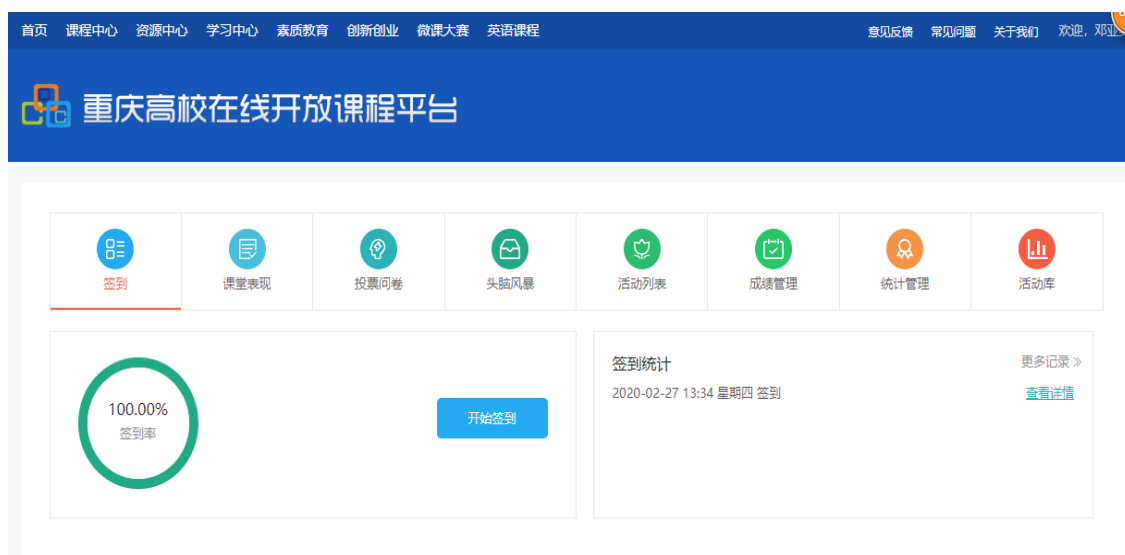 首页 课程中心 资源中心 学习中心 素质教育 创新创业 微课大赛 英语课程 意见反馈 常见问题 关于我们 欢迎, 邓亚
重庆高校在线开放课程平台
签到 课堂表现 投票问卷 头脑风暴 活动列表 成绩管理 统计管理 活动库
100.00%
签到率
开始签到
签到统计 更多记录 》
2020-02-27 13:34 星期四 签到 查看详情